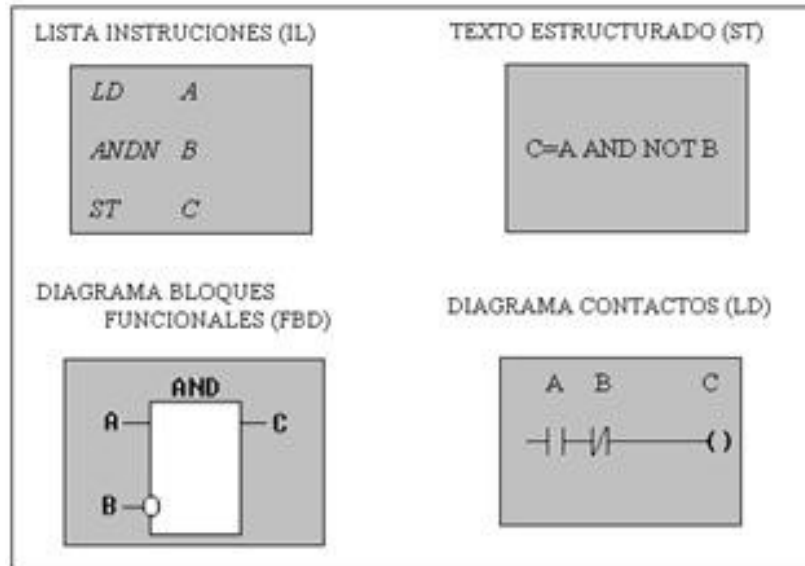 LISTA INSTRUCIONES (IL)
LD A
ANDN B
ST C
TEXTO ESTRUCTURADO (ST)
C=A AND NOT B
DIAGRAMA BLOQUES
FUNCIONALES (FBD)
AND
A C
B
DIAGRAMA CONTACTOS (LD)
A B C